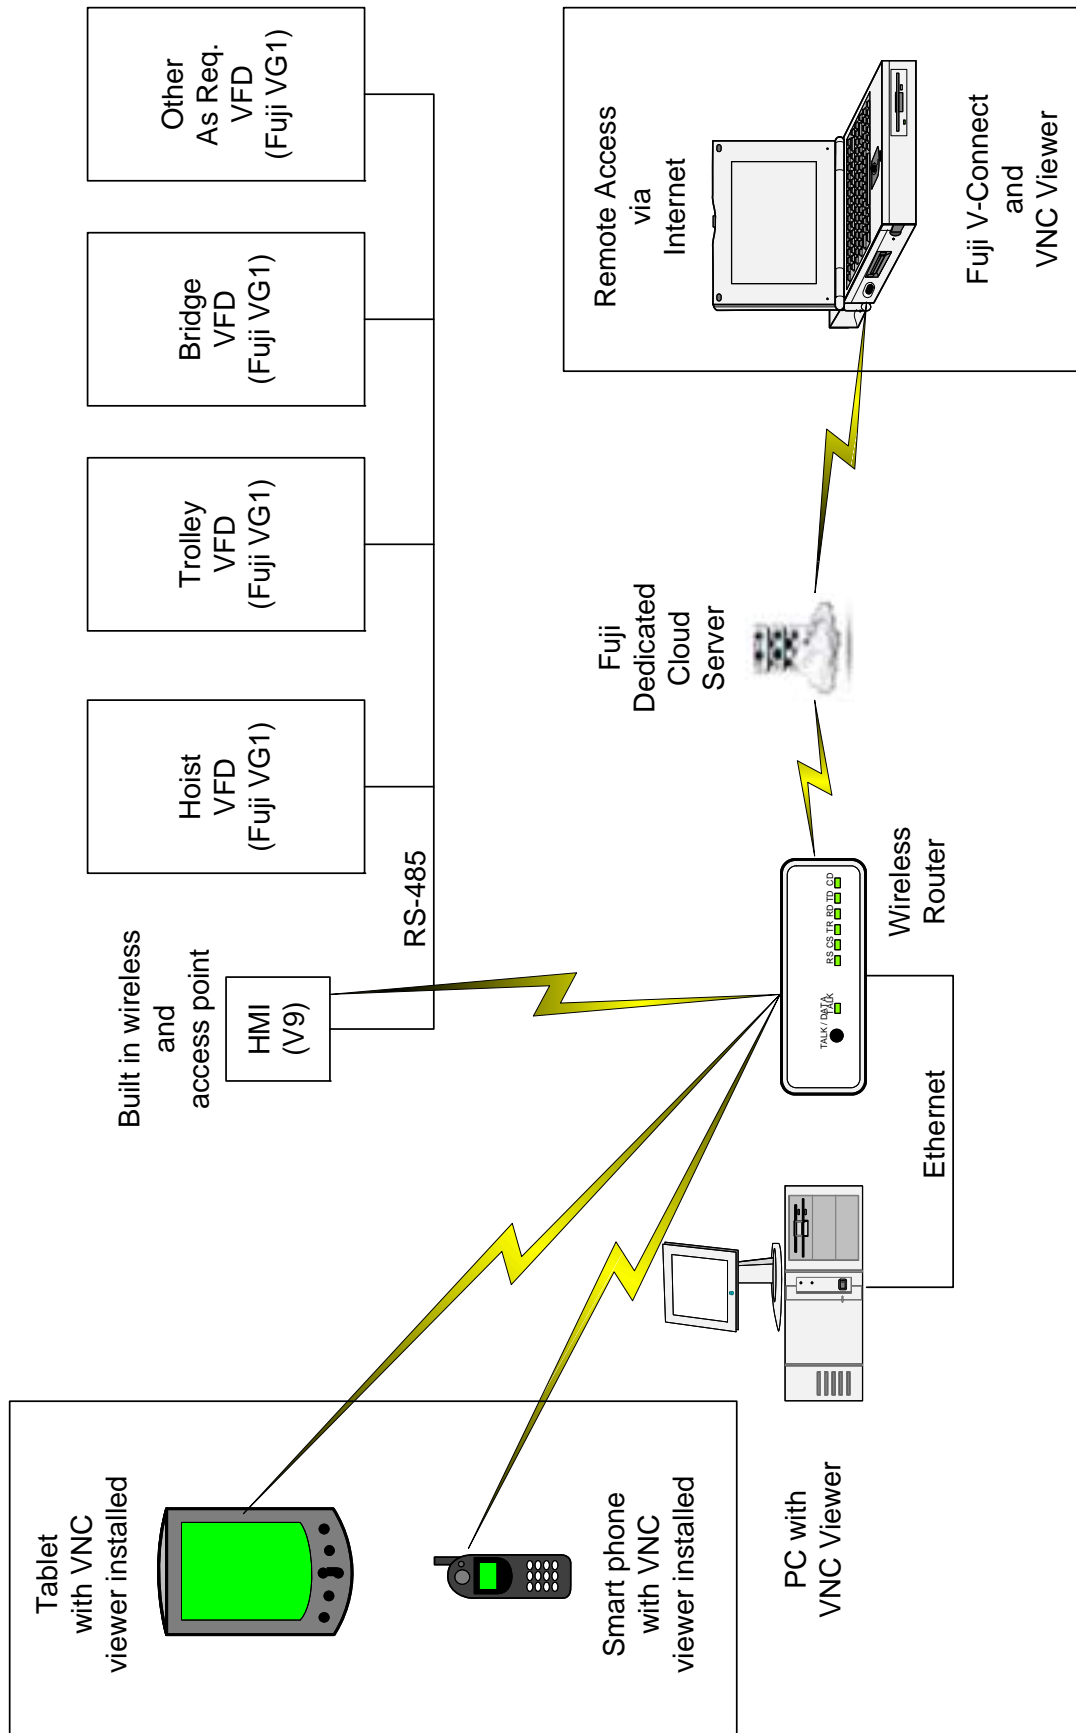 Tablet
with VNC
viewer installed
Smart phone
with VNC
viewer installed
PC with
VNC Viewer
Built in wireless
and
access point
HMI
(V9)
RS-485
Ethernet
TALK / DATA
TALK
RS CS TR RD TD CD
Wireless
Router
Hoist
VFD
(Fuji VG1)
Trolley
VFD
(Fuji VG1)
Bridge
VFD
(Fuji VG1)
Other
As Req.
VFD
(Fuji VG1)
Fuji
Dedicated
Cloud
Server
Remote Access
via
Internet
Fuji V-Connect
and
VNC Viewer